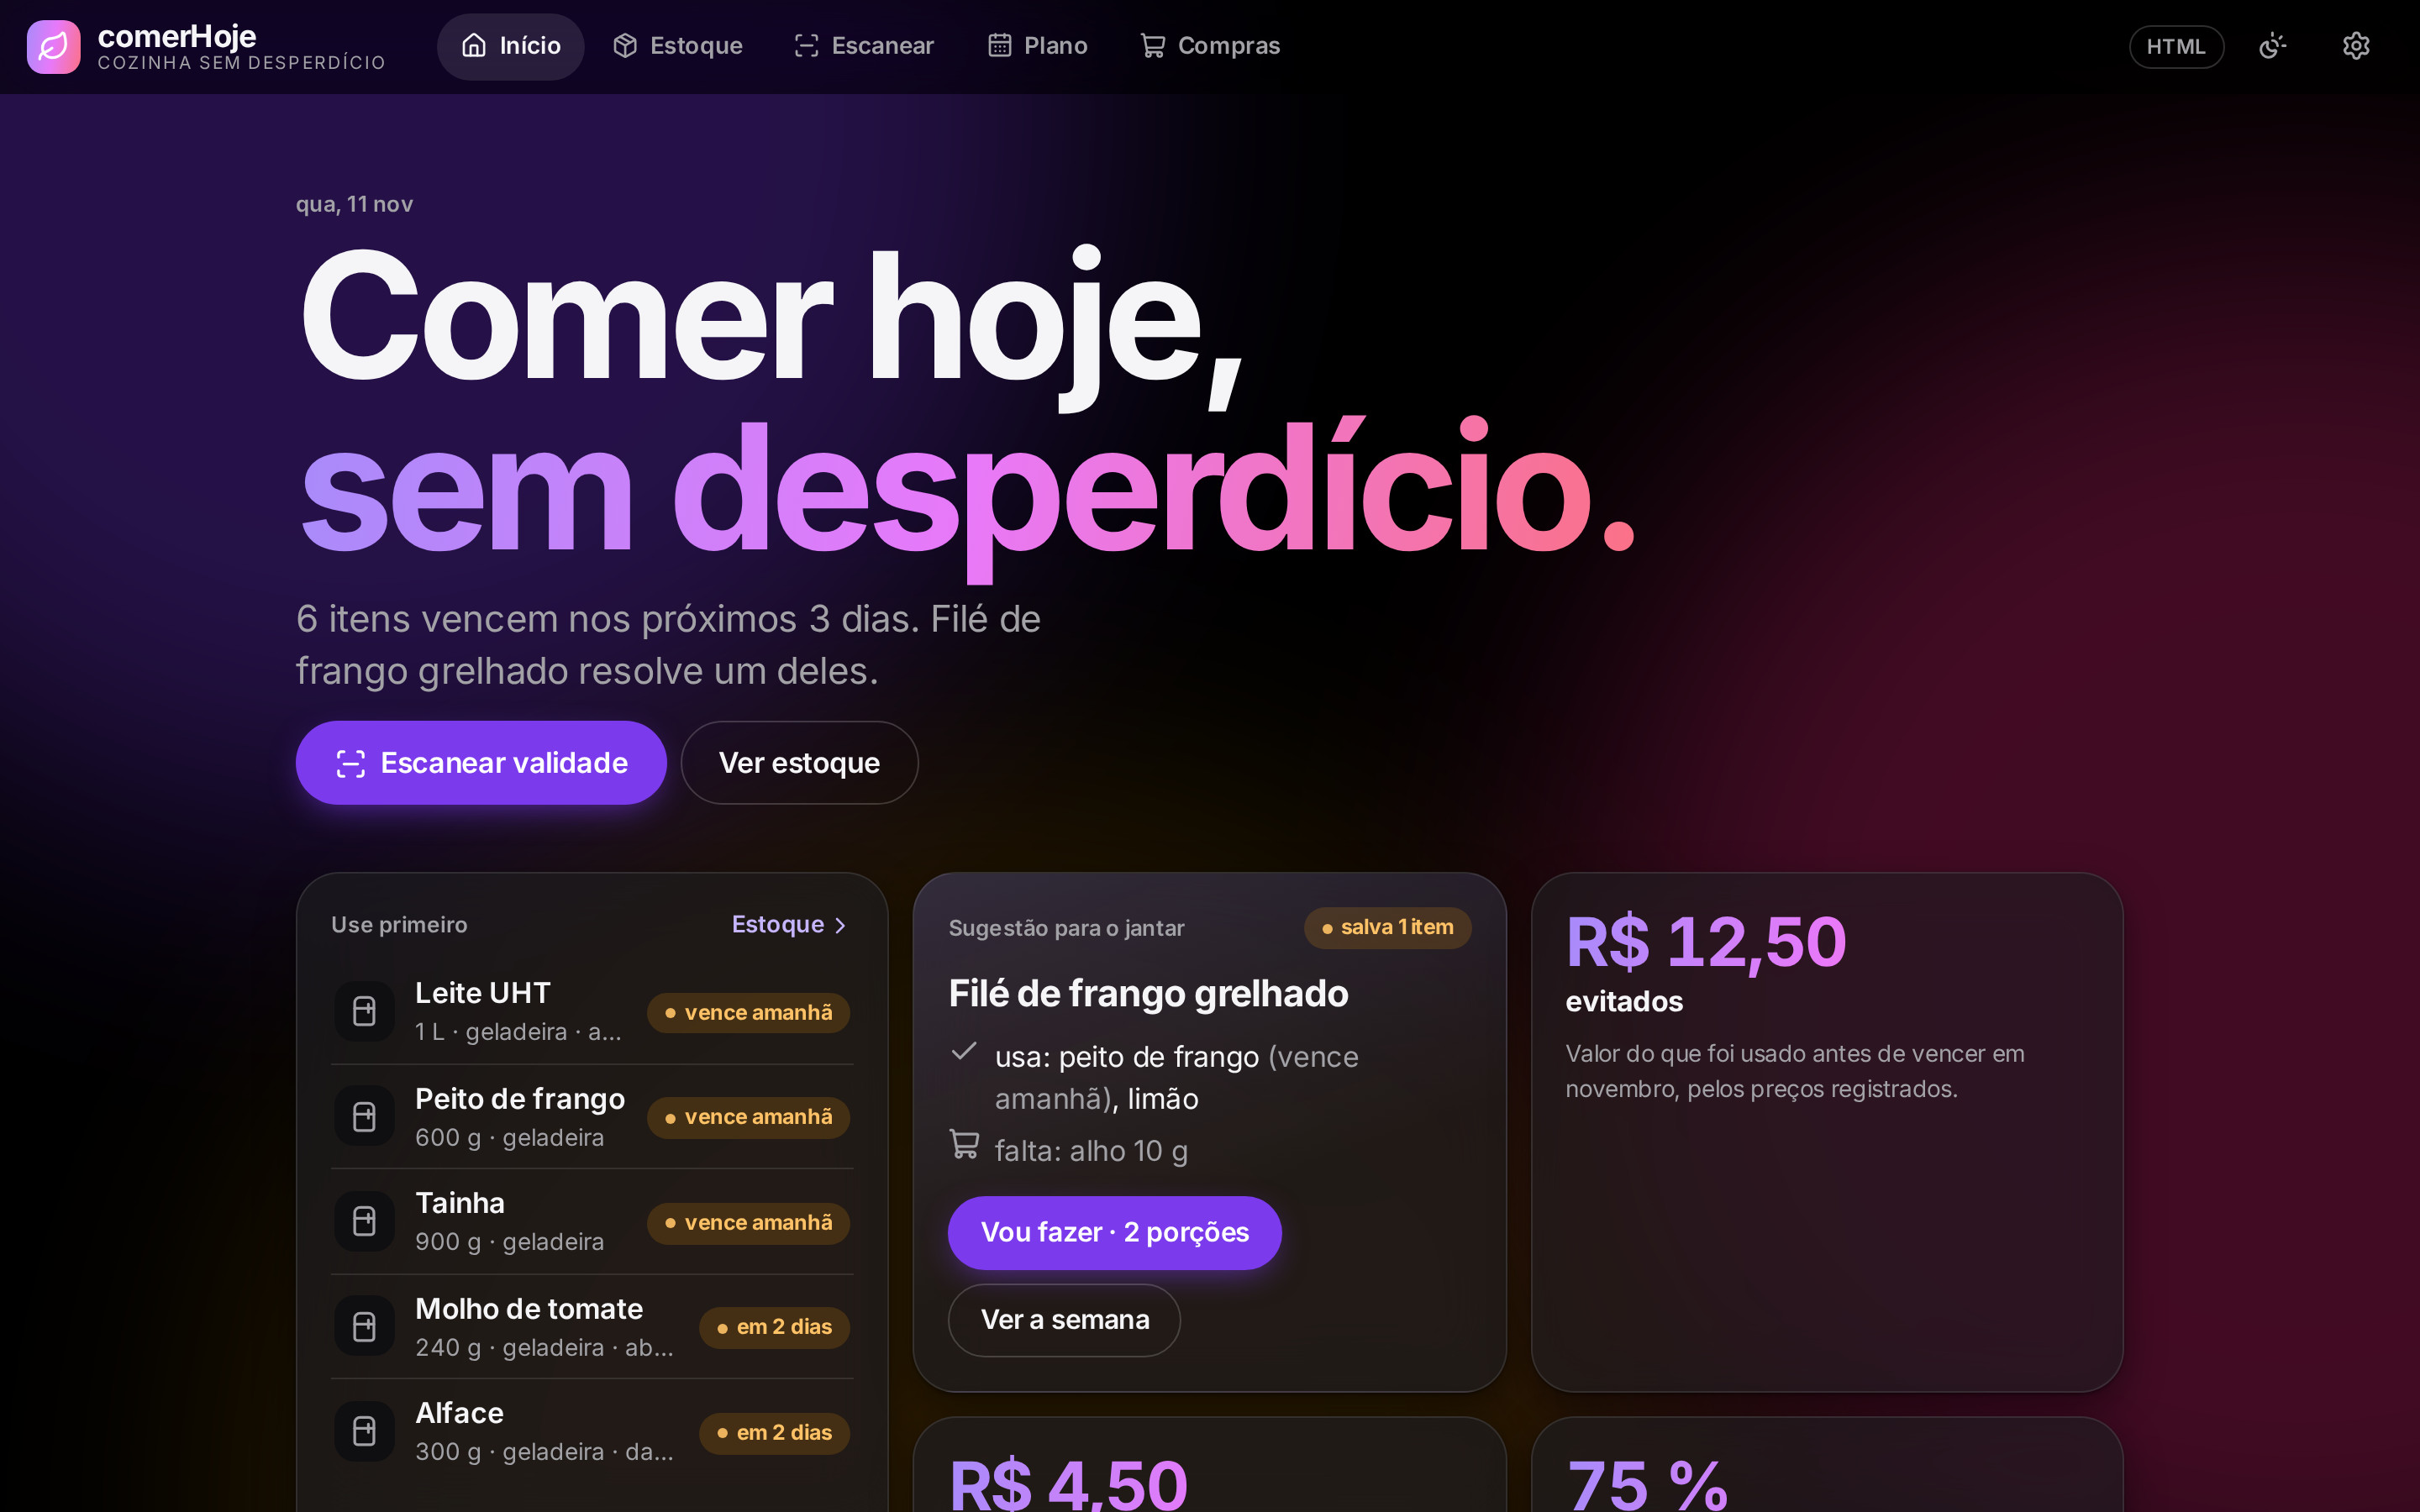 comerHoje
COZINHA SEM DESPERDÍCIO
Início
Estoque
Escanear
Plano
Compras
HTML
qua, 11 nov
Comer hoje,
sem desperdício.
6 itens vencem nos próximos 3 dias. Filé de
frango grelhado resolve um deles.
Escanear validade
Ver estoque
Use primeiro
Estoque
Leite UHT
1 L · geladeira · a...
vence amanhã
Peito de frango
600 g · geladeira
vence amanhã
Tainha
900 g · geladeira
vence amanhã
Molho de tomate
240 g · geladeira · ab...
em 2 dias
Alface
300 g · geladeira · da...
em 2 dias
Sugestão para o jantar
salva 1 item
Filé de frango grelhado
usa: peito de frango (vence
amanhã), limão
falta: alho 10 g
Vou fazer · 2 porções
Ver a semana
R$ 12,50
evitados
Valor do que foi usado antes de vencer em
novembro, pelos preços registrados.
R$ 4,50
75 %